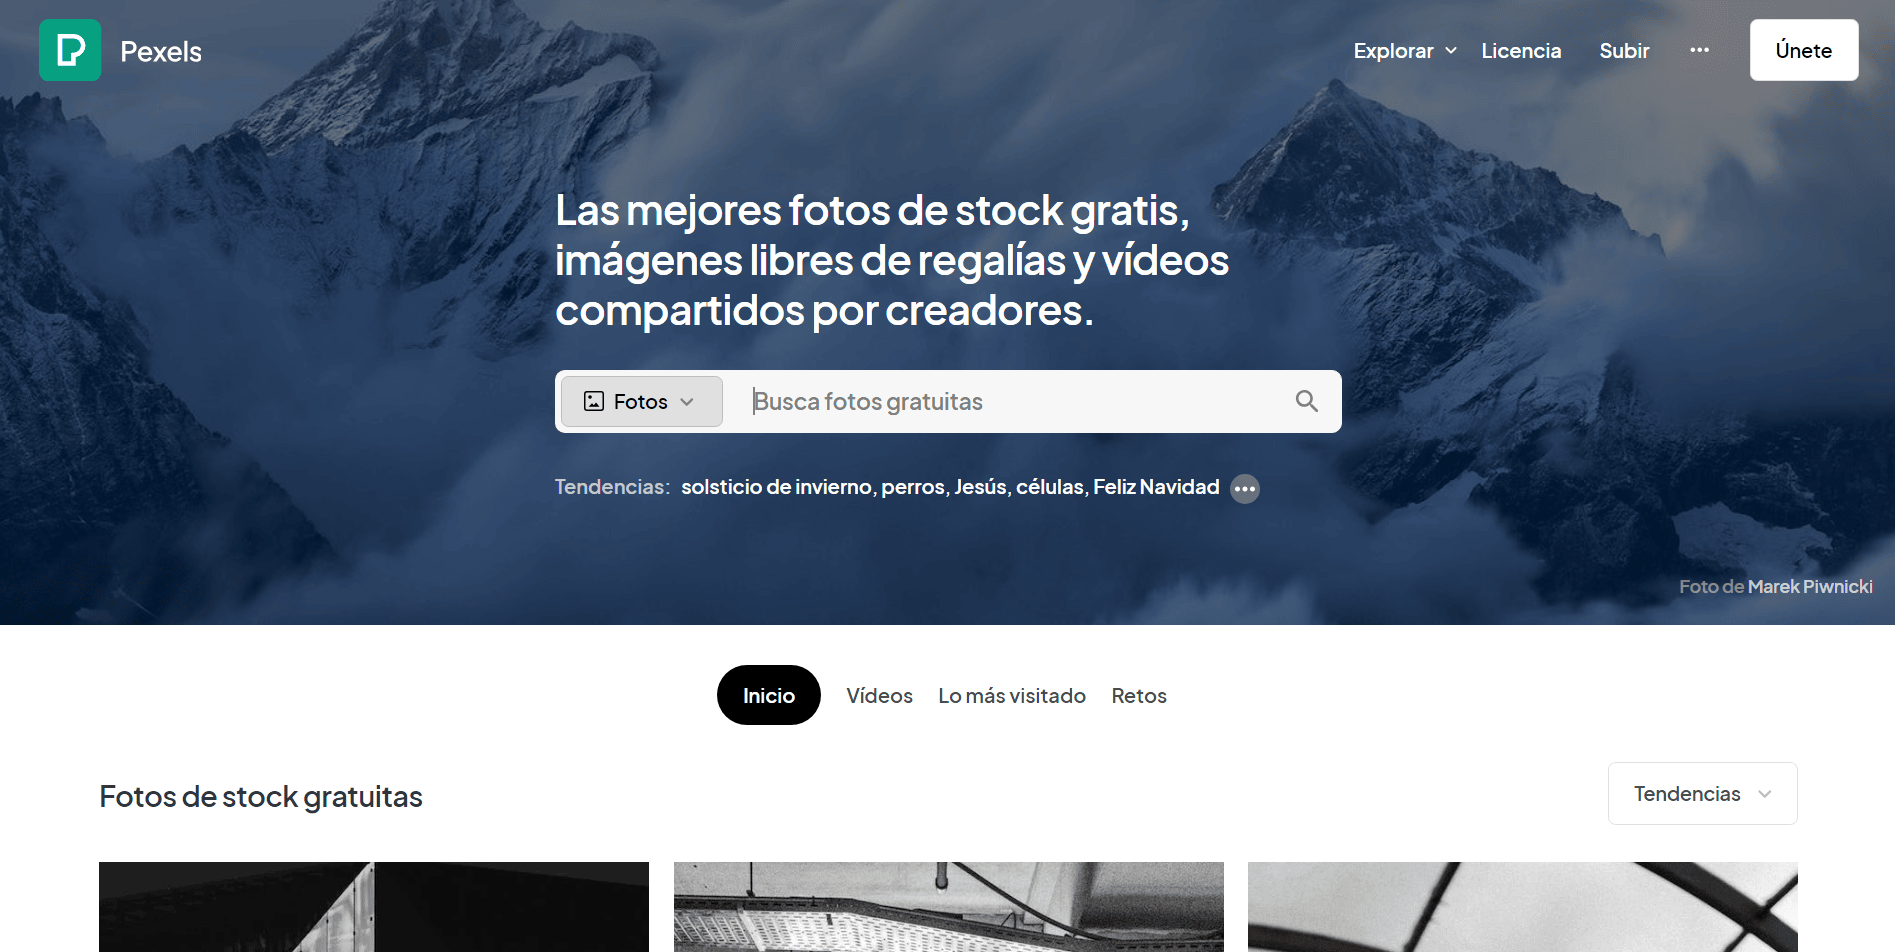 Pexels
Explorar
Licencia
Subir
Únete
Las mejores fotos de stock gratis,
imágenes libres de regalías y vídeos
compartidos por creadores.
Fotos
Busca fotos gratuitas
Tendencias: solsticio de invierno, perros, Jesús, células, Feliz Navidad
Foto de Marek Piwnicki
Inicio
Vídeos
Lo más visitado
Retos
Fotos de stock gratuitas
Tendencias